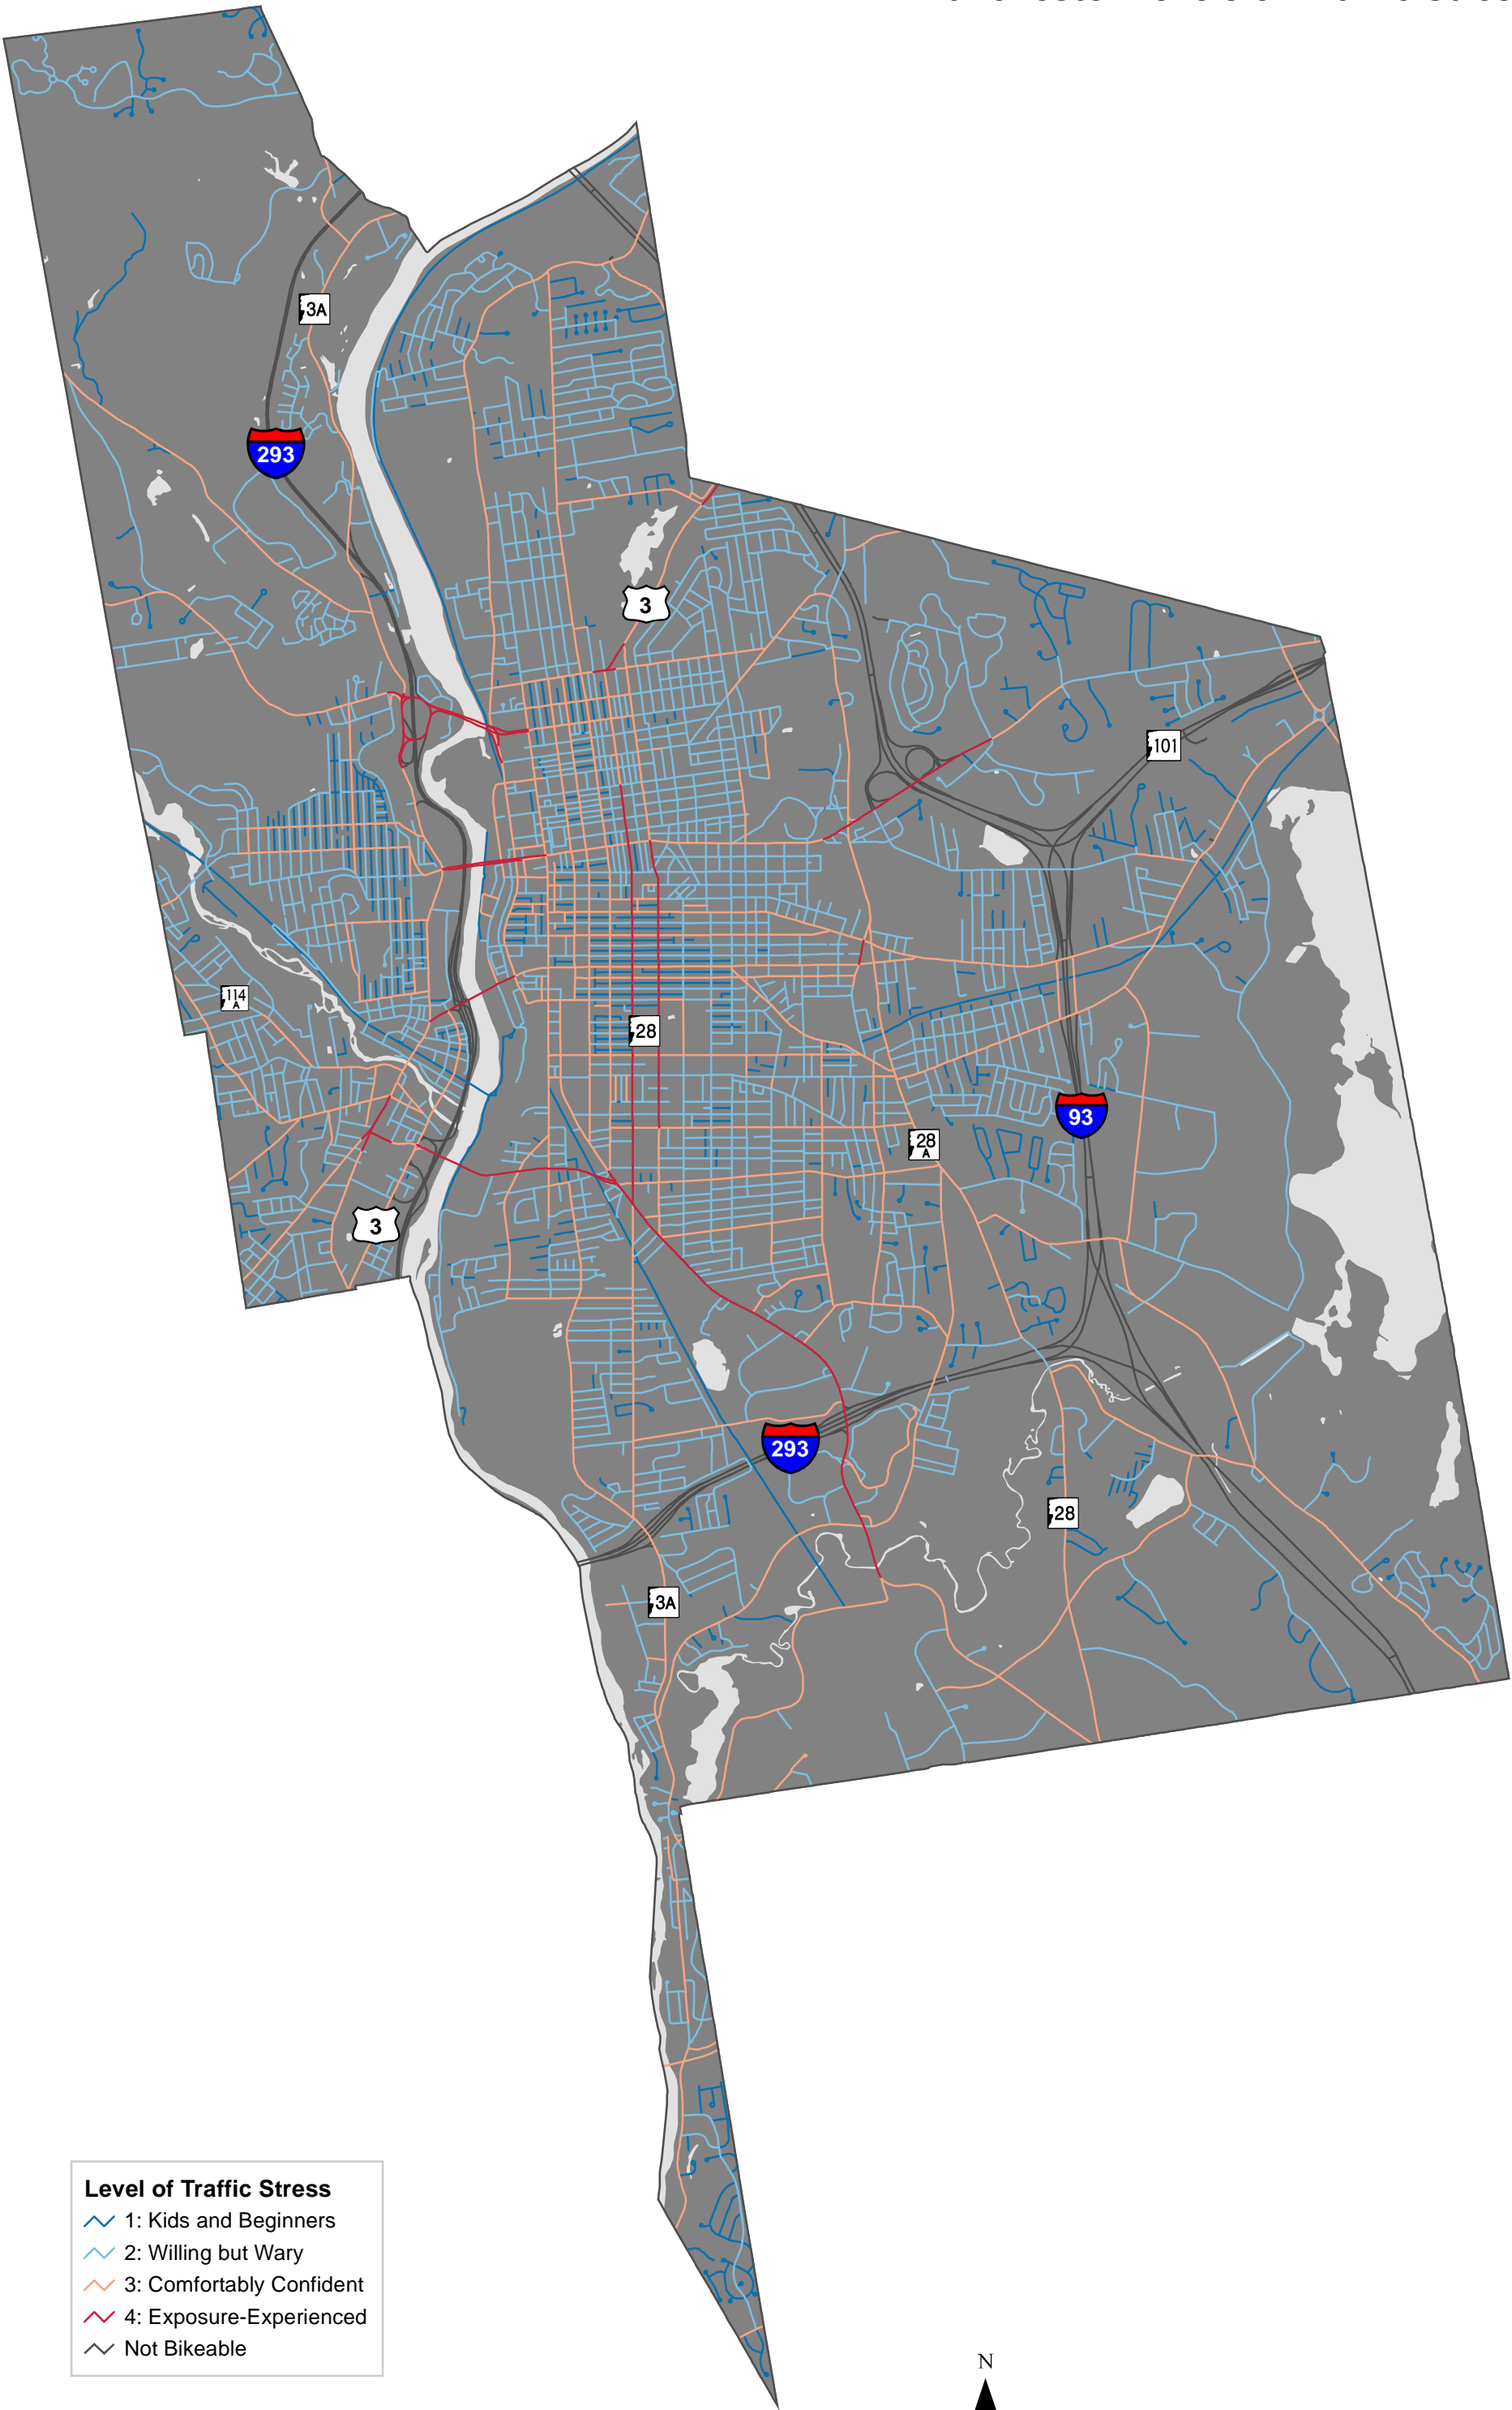 3A
293
3
101
114
A
28
93
28
A
3
293
28
3A
Level of Traffic Stress
1: Kids and Beginners
2: Willing but Wary
3: Comfortably Confident
4: Exposure-Experienced
Not Bikeable
N